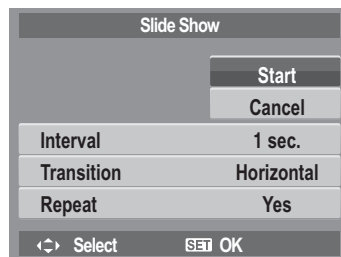 Slide Show
Start
Cancel
Interval 1 sec.
Transition Horizontal
Repeat Yes
Select SET OK